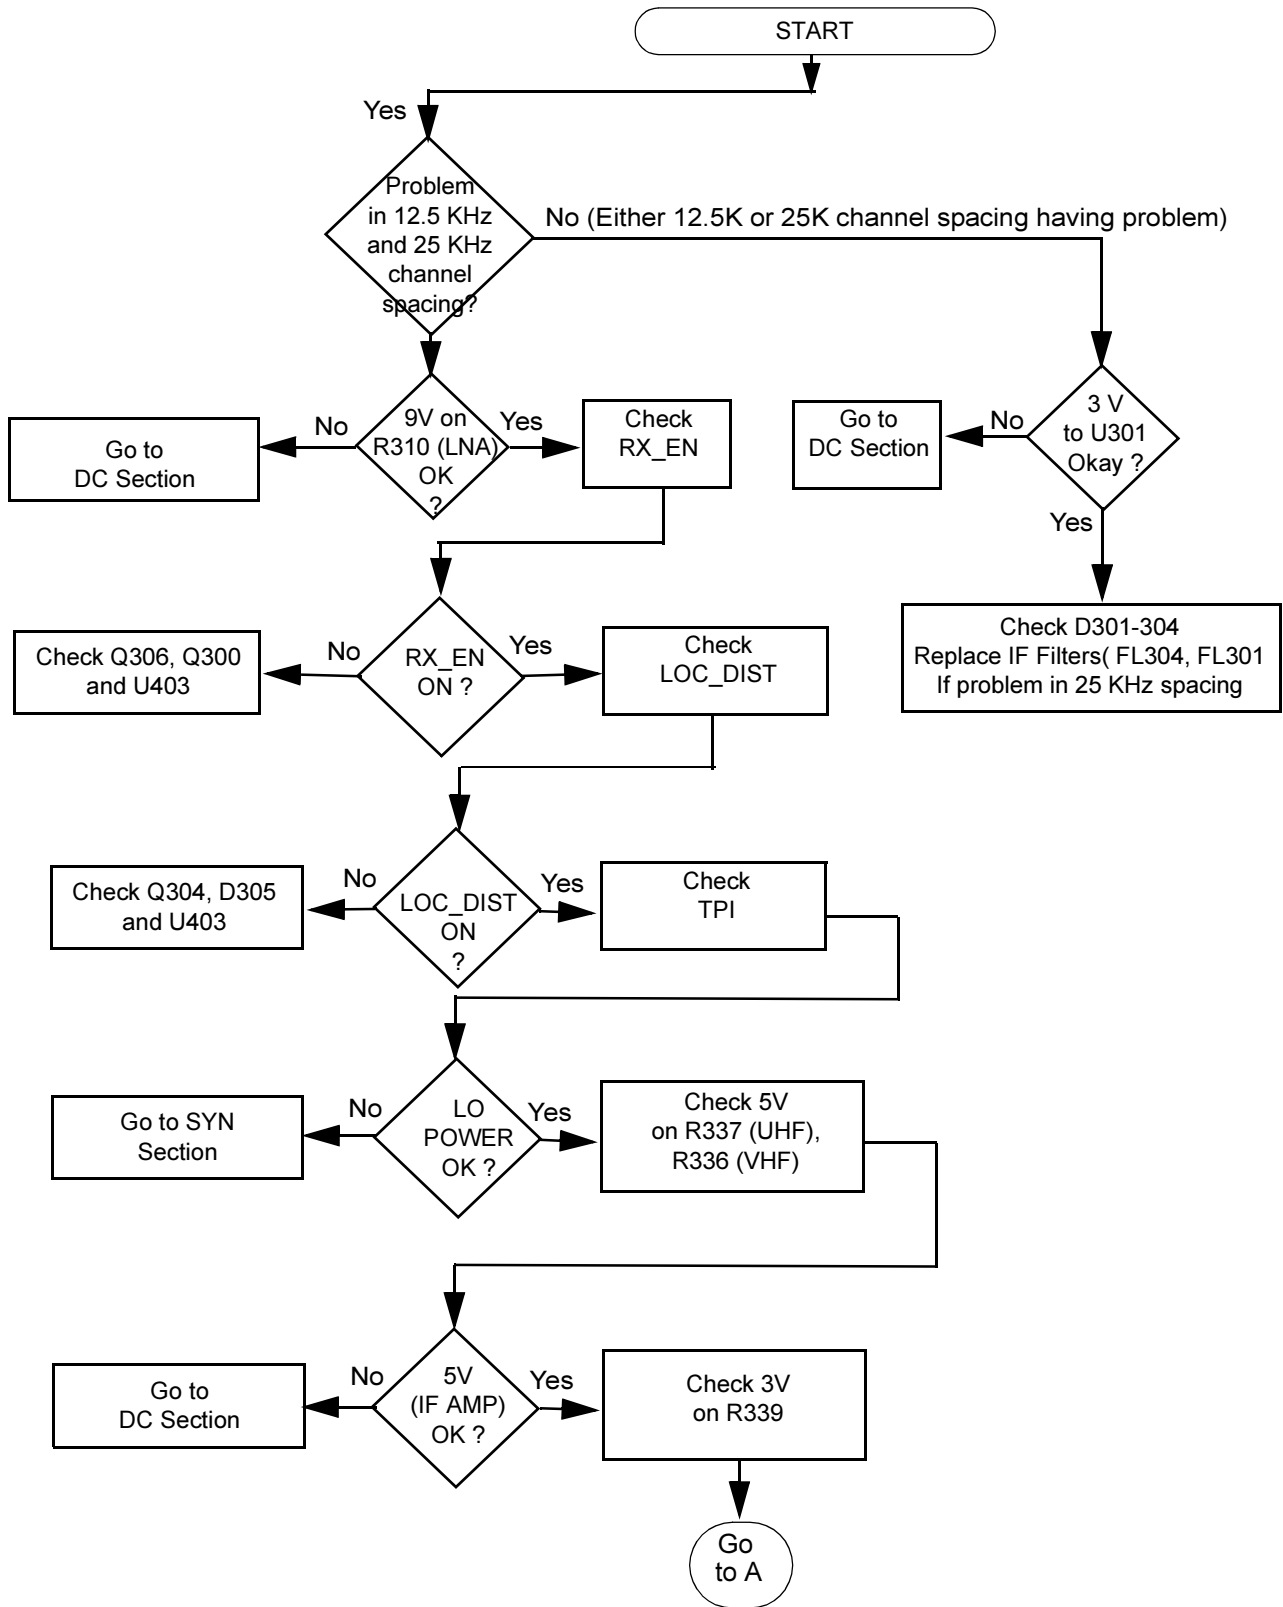 START
Yes
Problem
in 12.5 KHz
and 25 KHz
channel
spacing?
No (Either 12.5K or 25K channel spacing having problem)
No
9V on
R310 (LNA)
OK
?
Yes
Go to
DC Section
Check
RX_EN
Go to
DC Section
No
3 V
to U301
Okay ?
Yes
Check Q306, Q300
and U403
No
RX_EN
ON ?
Yes
Check
LOC_DIST
Check D301-304
Replace IF Filters( FL304, FL301
If problem in 25 KHz spacing
Check Q304, D305
and U403
No
LOC_DIST
ON
?
Yes
Check
TPI
Go to SYN
Section
No
LO
POWER
OK ?
Yes
Check 5V
on R337 (UHF),
R336 (VHF)
Go to
DC Section
No
5V
(IF AMP)
OK ?
Yes
Check 3V
on R339
Go
to A